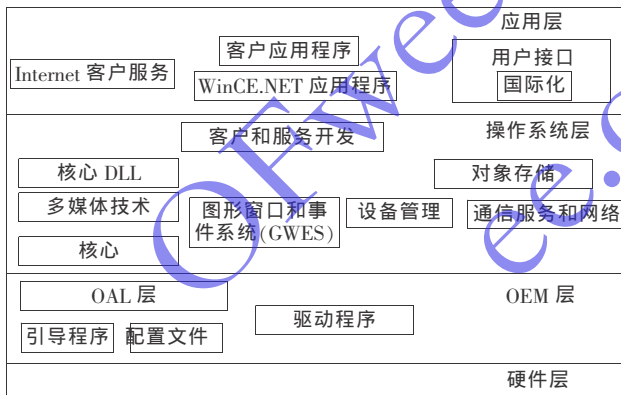 应用层
客户应用程序
用户接口
Internet 客户服务
WinCE.NET 应用程序
国际化
客户和服务开发
操作系统层
核心 DLL
对象存储
多媒体技术
图形窗口和事
件系统(GWES)
设备管理
通信服务和网络
核心
OAL 层
OEM 层
驱动程序
引导程序
配置文件
硬件层
OFwee
ee.c